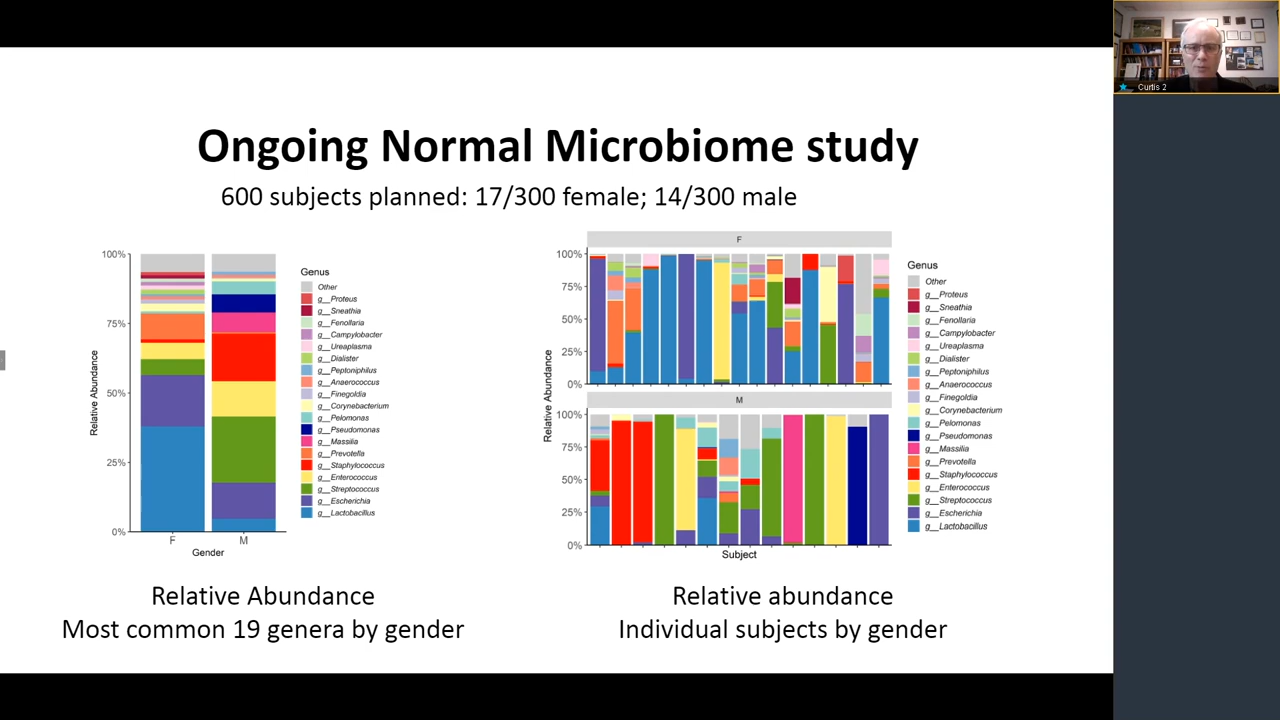 Curtis 2
Ongoing Normal Microbiome study
600 subjects planned: 17/300 female; 14/300 male
100%
75%
50%
25%
0%
Relative Abundance
F
M
Gender
Genus
Other
g__Proteus
g__Sneathia
g__Fenollaria
g__Campylobacter
g__Ureaplasma
g__Dialister
g__Peptoniphilus
g__Anaerococcus
g__Finegoldia
g__Corynebacterium
g__Pelomonas
g__Pseudomonas
g__Massilia
g__Prevotella
g__Staphylococcus
g__Enterococcus
g__Streptococcus
g__Escherichia
g__Lactobacillus
F
100%
75%
50%
25%
0%
M
100%
75%
50%
25%
0%
Relative Abundance
Subject
Genus
Other
g__Proteus
g__Sneathia
g__Fenollaria
g__Campylobacter
g__Ureaplasma
g__Dialister
g__Peptoniphilus
g__Anaerococcus
g__Finegoldia
g__Corynebacterium
g__Pelomonas
g__Pseudomonas
g__Massilia
g__Prevotella
g__Staphylococcus
g__Enterococcus
g__Streptococcus
g__Escherichia
g__Lactobacillus
Relative Abundance
Most common 19 genera by gender
Relative abundance
Individual subjects by gender